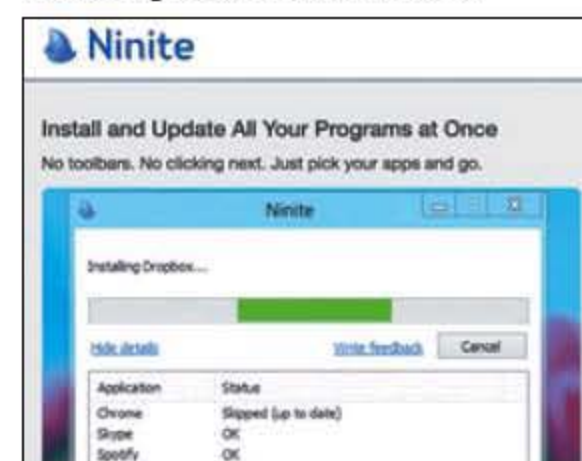 Ninite
Install and Update All Your Programs at Once
No toolbars. No clicking next. Just pick your apps and go.
Ninite
Installing Dropbox...
Hide details Write feedback Cancel
Application Status
Chrome Skipped (up to date)
Skype OK
Spotify OK